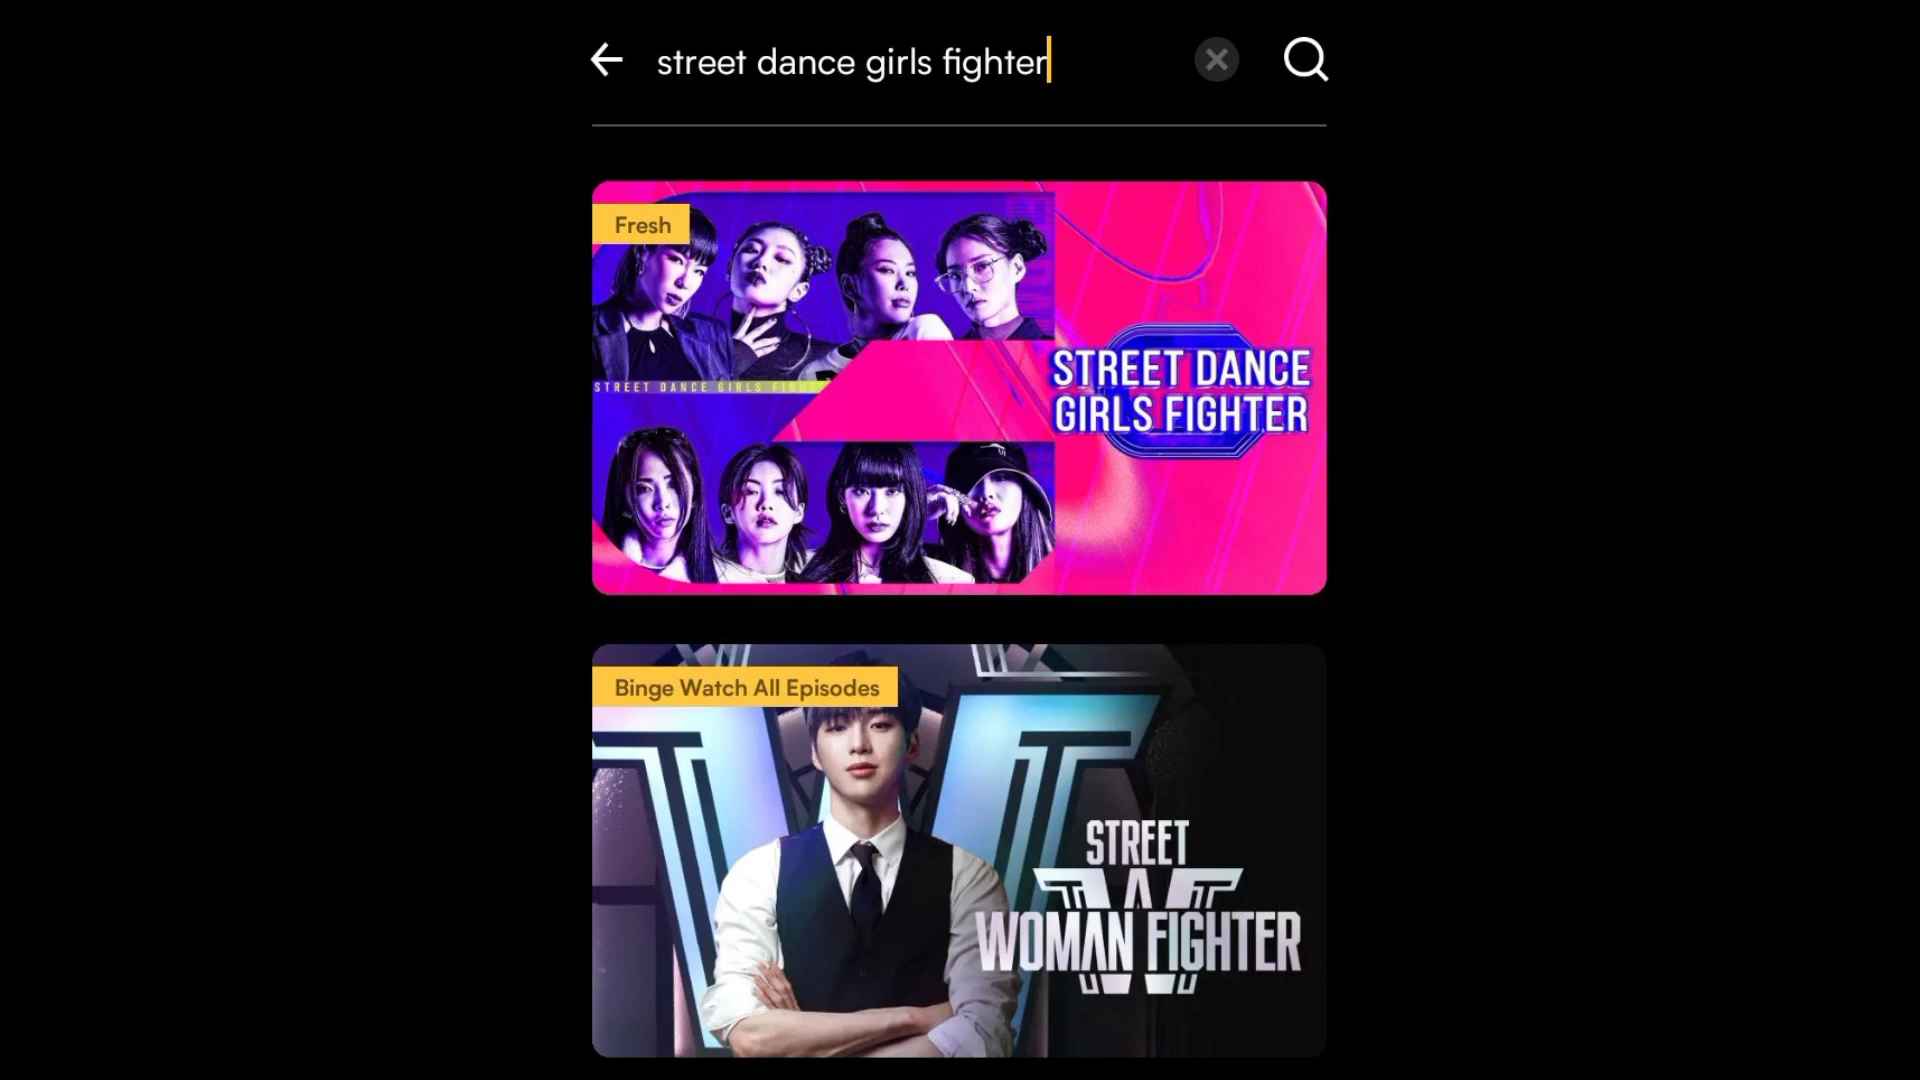 street dance girls fighter
Fresh
STREET DANCE GIRLS FIGHTER
STREET DANCE
GIRLS FIGHTER
Binge Watch All Episodes
STREET
WOMAN FIGHTER